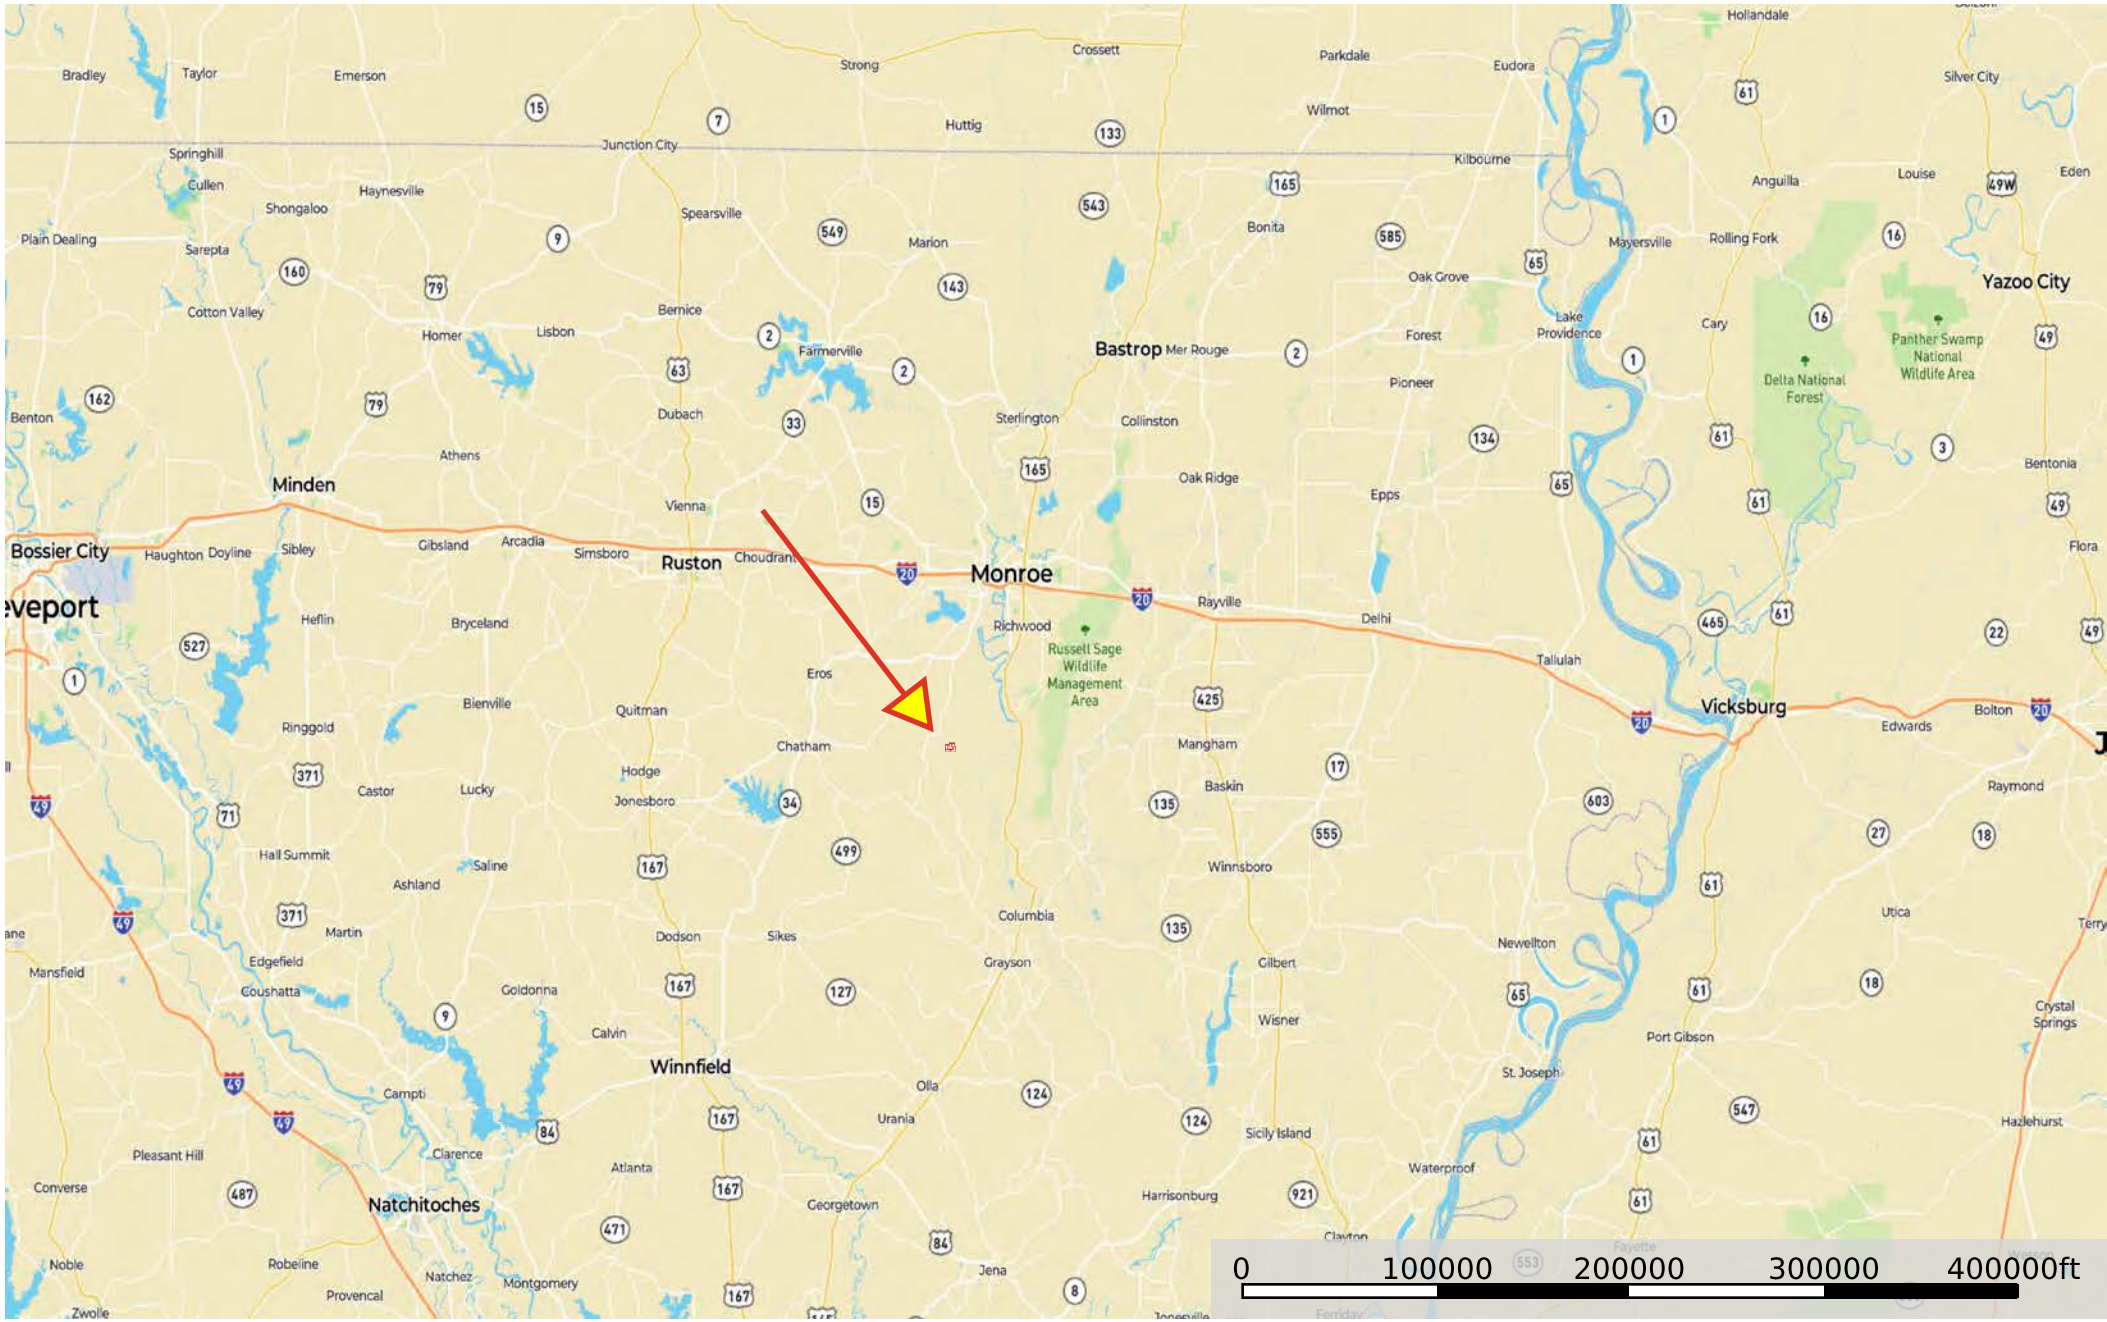 Hollandale
Crossett
Parkdale
Strong
Eudora
Bradley
Taylor
Emerson
Silver City
61
15
7
Wilmot
1
Huttig
133
Junction City
Springhill
Kilbourne
Cullen
Haynesville
165
Anguilla
Louise
49W
Eden
Shongaloo
543
Spearsville
Plain Dealing
9
549
Marion
Bonita
585
Mayersville
Rolling Fork
16
Sarepta
160
79
143
65
Oak Grove
Yazoo City
Cotton Valley
Bernice
Lake
Providence
16
Homer
Lisbon
2
Farmerville
Bastrop
Mer Rouge
2
Forest
Cary
49
Panther Swamp
National
Wildlife Area
63
2
1
Delta National
Forest
162
79
Pioneer
Benton
Dubach
33
Sterlington
Collinston
134
61
3
Athens
165
Bentonia
Minden
Oak Ridge
65
Epps
61
49
Vienna
15
Bossier City
Haughton
Doyline
Sibley
Gibsland
Arcadia
Simsboro
Ruston
Choudrant
20
Monroe
Flora
eveport
20
Rayville
Delhi
61
465
22
49
Heflin
Bryceland
Richwood
527
Russell Sage
Wildlife
Management
Area
Tallulah
1
Eros
425
Bienville
Quitman
Vicksburg
20
20
Bolton
Edwards
Ringgold
Chatham
Mangham
J
371
Hodge
17
49
Castor
Lucky
Jonesboro
34
135
Baskin
603
Raymond
71
499
555
27
18
Hall Summit
Saline
167
Winnsboro
Ashland
61
49
371
Columbia
Utica
ane
Martin
Dodson
Sikes
135
Newellton
Terry
Edgefield
Grayson
Gilbert
Mansfield
Coushatta
Goldonna
167
127
65
61
18
9
Calvin
Wisner
Crystal
Springs
Port Gibson
Winnfield
49
Olla
St. Joseph
Campti
124
49
84
167
Urania
124
547
Sicily Island
61
Hazlehurst
Pleasant Hill
Clarence
Atlanta
Waterproof
Converse
487
167
Harrisonburg
921
61
Natchitoches
Georgetown
471
84
Clayton
Fayette
Noble
Robeline
Jena
553
Wesson
0 100000 200000 300000 400000ft
Natchez
Montgomery
Provencal
167
8
Zwolle
Jonesville
Ferriday